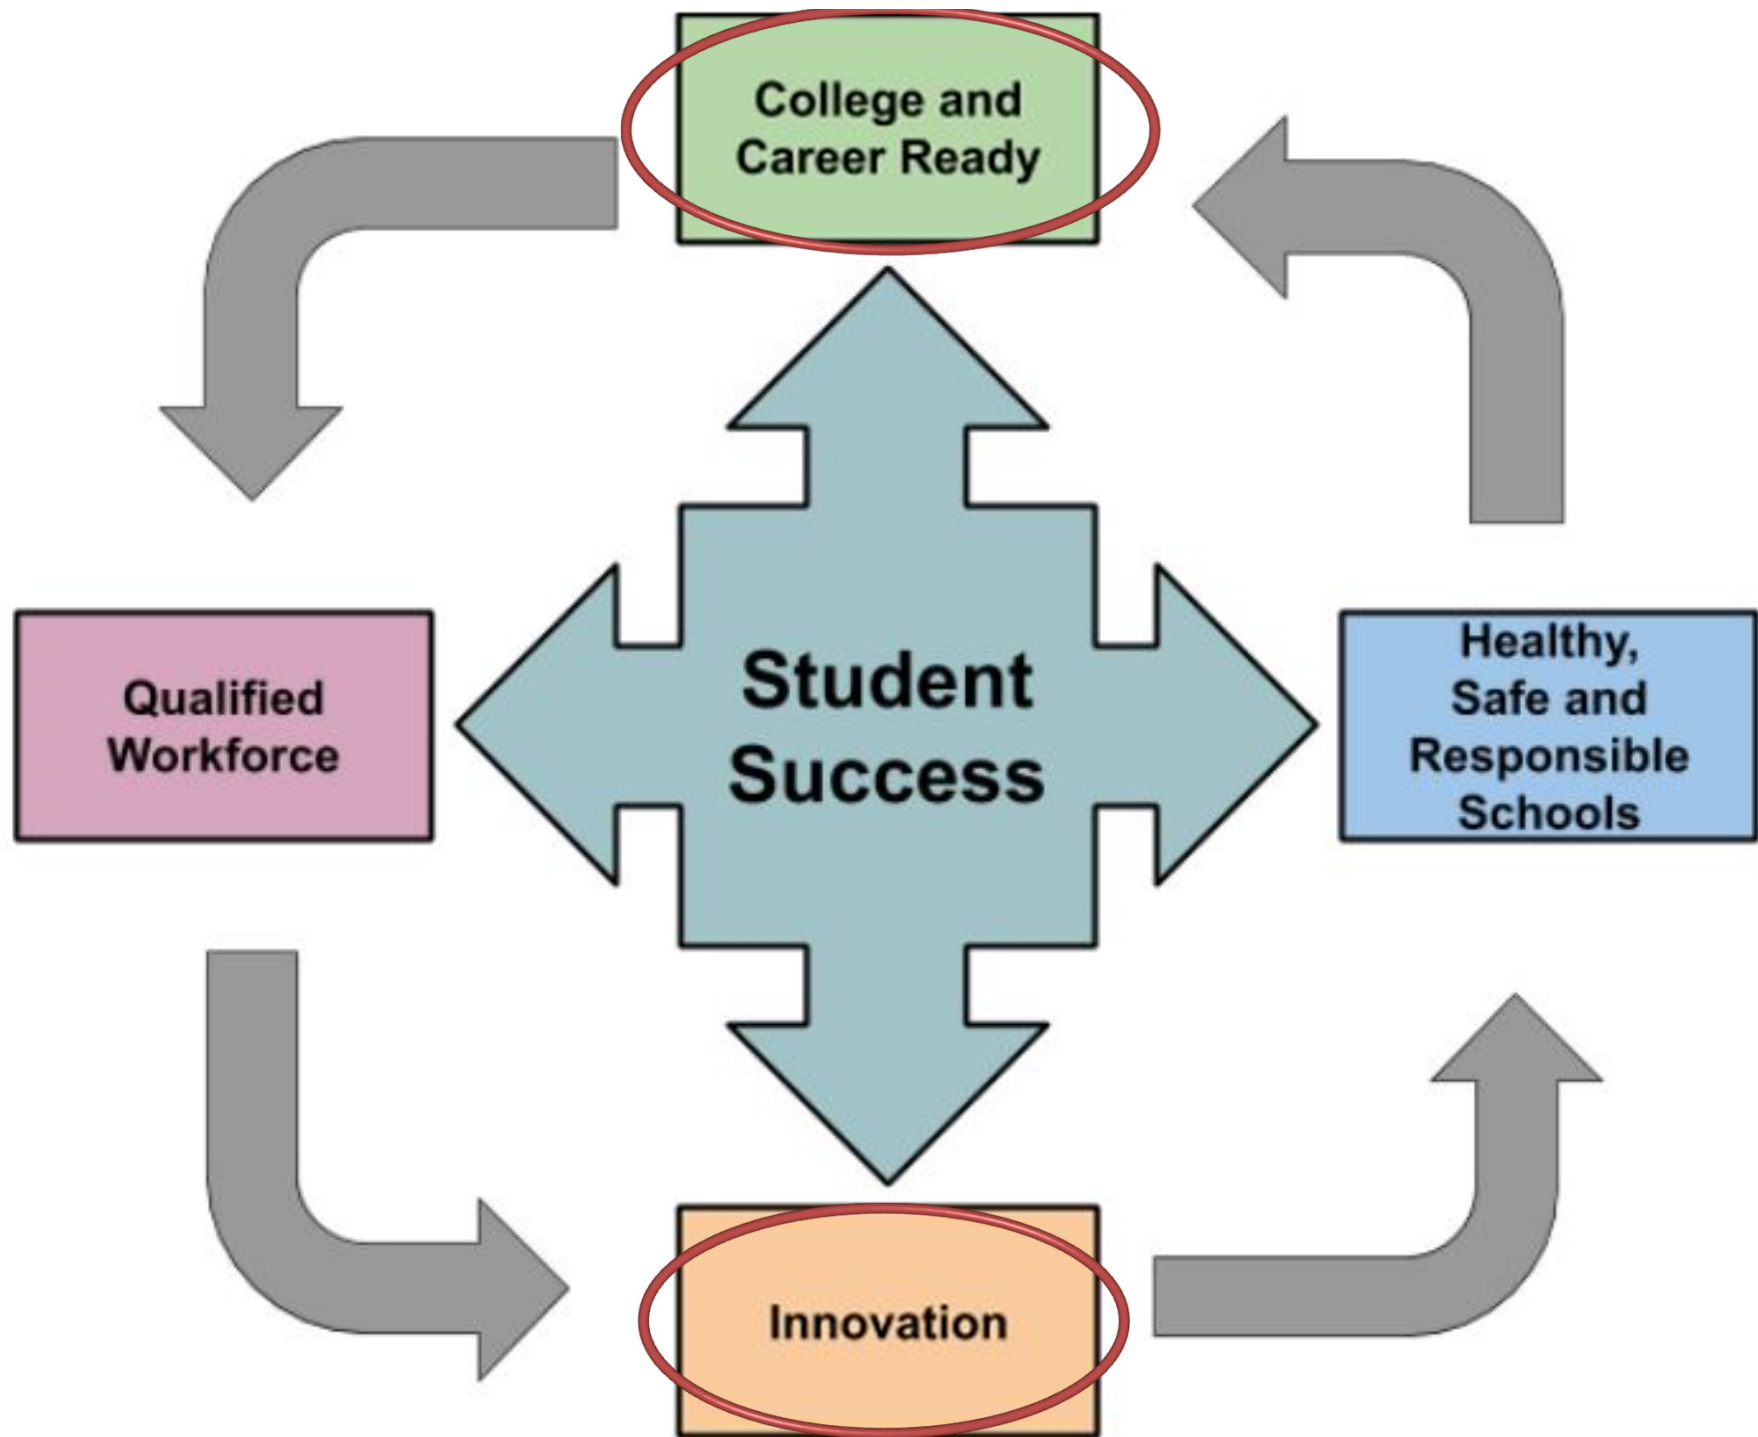 College and
Career Ready
Qualified
Workforce
Student
Success
Healthy,
Safe and
Responsible
Schools
Innovation